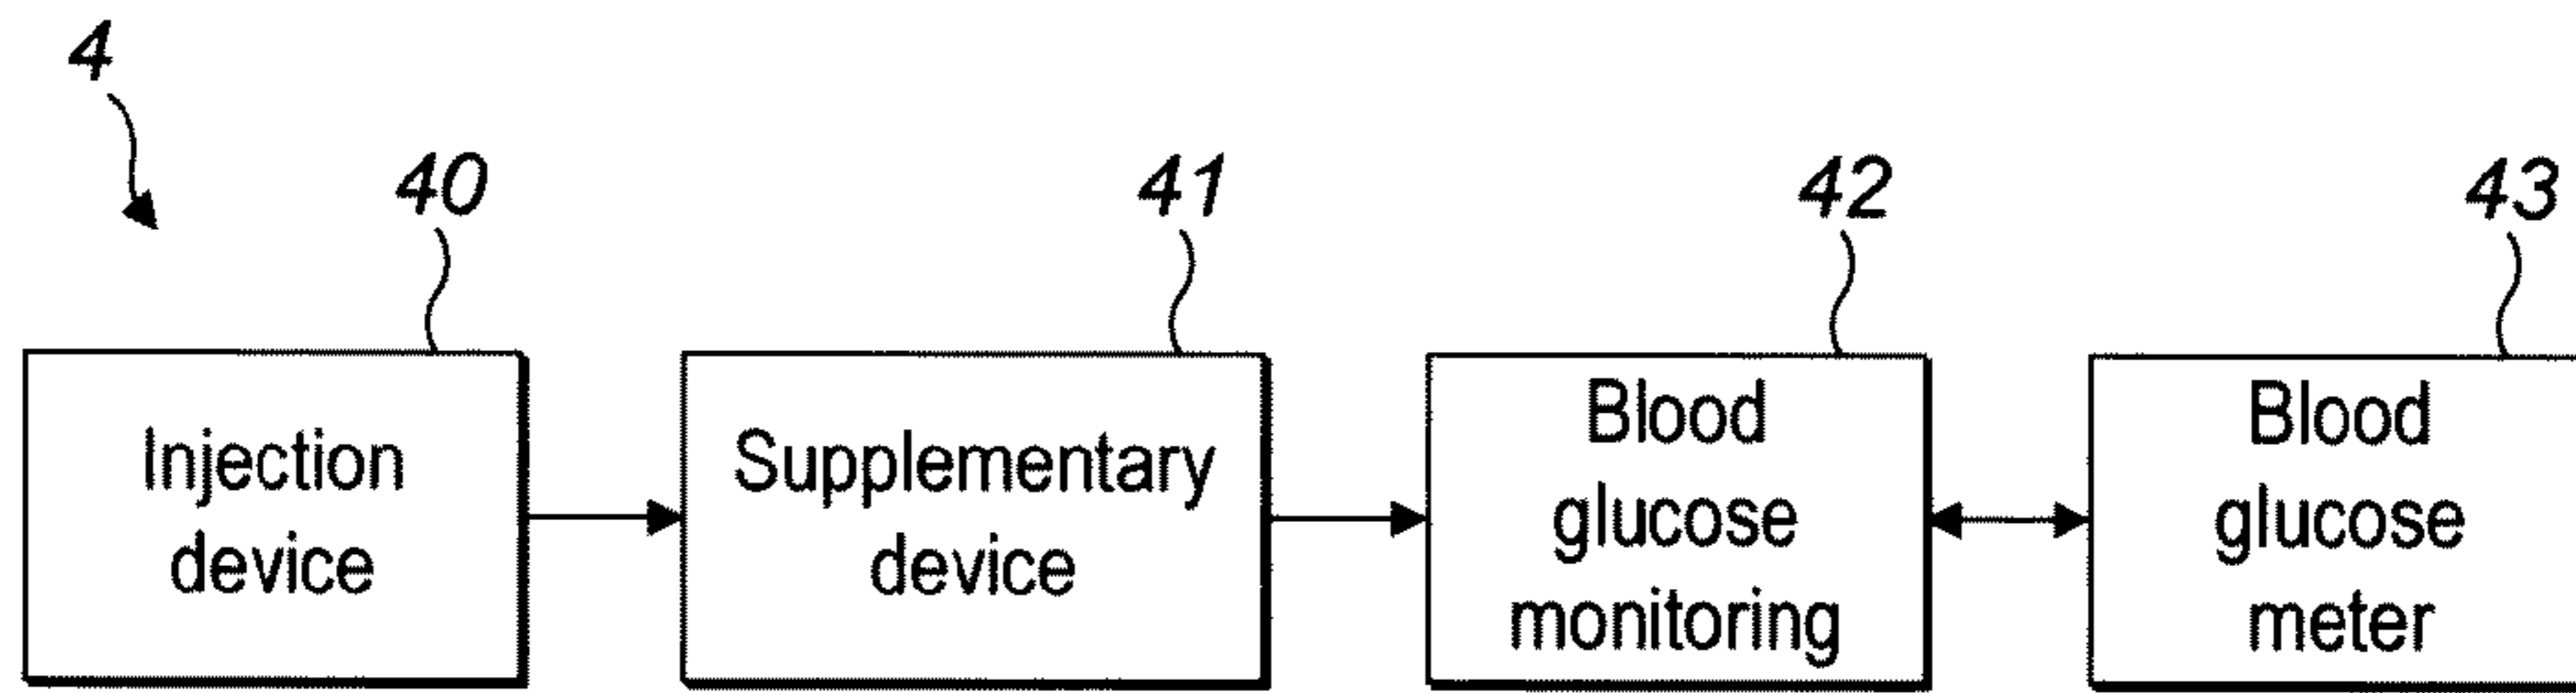 4
40
41
42
43
Injection
device
Supplementary
device
Blood
glucose
monitoring
Blood
glucose
meter